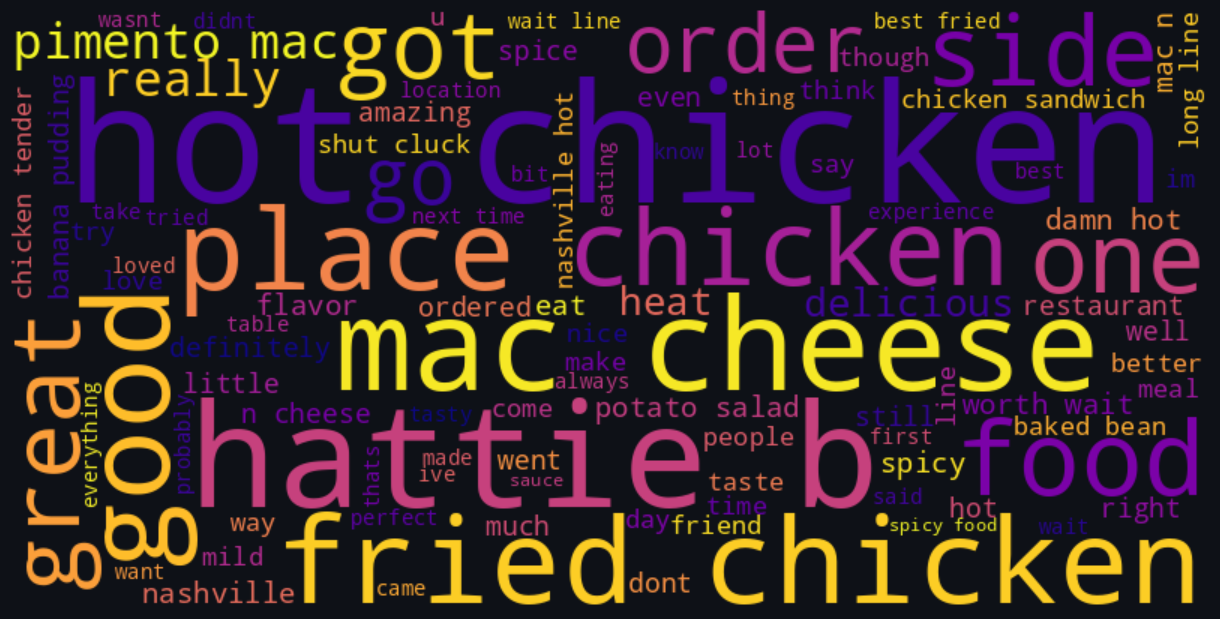 wasnt
didnt
u
wait line
best fried
pimento mac
got
spice
order
though
side
mac n
long line
really
location
amazing
even
thing
think
chicken sandwich
hot chicken
chicken tender
banana pudding
shut cluck
go
bit
nashville hot
eating
know
lot
say
best
im
take
tried
next time
experience
damn hot
try
place
chicken
one
loved
love
flavor
ordered
eat
heat
delicious
restaurant
great
good
table
mac cheese
nice
well
definitely
make
better
little
always
line
meal
everything
probably
n cheese
tasty
come
potato salad
still
worth wait
hattie b
people
first
baked bean
food
thats
made
went
ive
sauce
spicy
taste
said
time
hot
right
way
perfect
much
day
friend
spicy food
wait
mild
fried chicken
want
came
dont
nashville